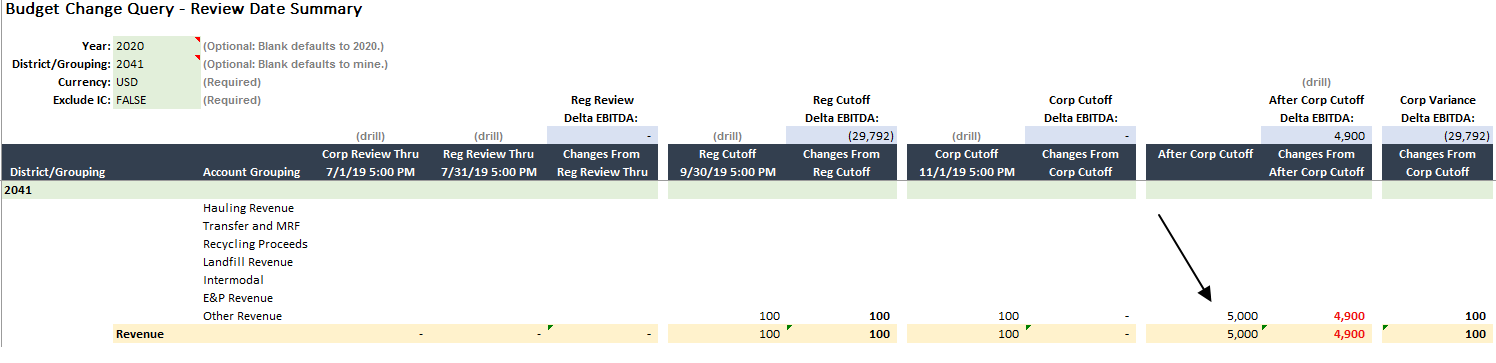 Budget Change Query - Review Date Summary
Year: 2020 (Optional: Blank defaults to 2020.)
District/Grouping: 2041 (Optional: Blank defaults to mine.)
Currency: USD (Required) (drill)
Exclude IC: FALSE (Required) Reg Review Reg Cutoff Corp Cutoff After Corp Cutoff Corp Variance
Delta EBITDA: Delta EBITDA: Delta EBITDA: Delta EBITDA: Delta EBITDA:
(drill) (drill) - (drill) (29,792) (drill) - 4,900 (29,792)
Corp Review Thru Reg Review Thru Changes From Reg Cutoff Changes From Corp Cutoff Changes From After Corp Cutoff Changes From Changes From
District/Grouping Account Grouping 7/1/19 5:00 PM 7/31/19 5:00 PM Reg Review Thru 9/30/19 5:00 PM Reg Cutoff 11/1/19 5:00 PM Corp Cutoff After Corp Cutoff Corp Cutoff
2041
Hauling Revenue
Transfer and MRF
Recycling Proceeds
Landfill Revenue
Intermodal
E&P Revenue
Other Revenue 100 100 100 - 5,000 4,900 100
Revenue - - - 100 100 100 - 5,000 4,900 100